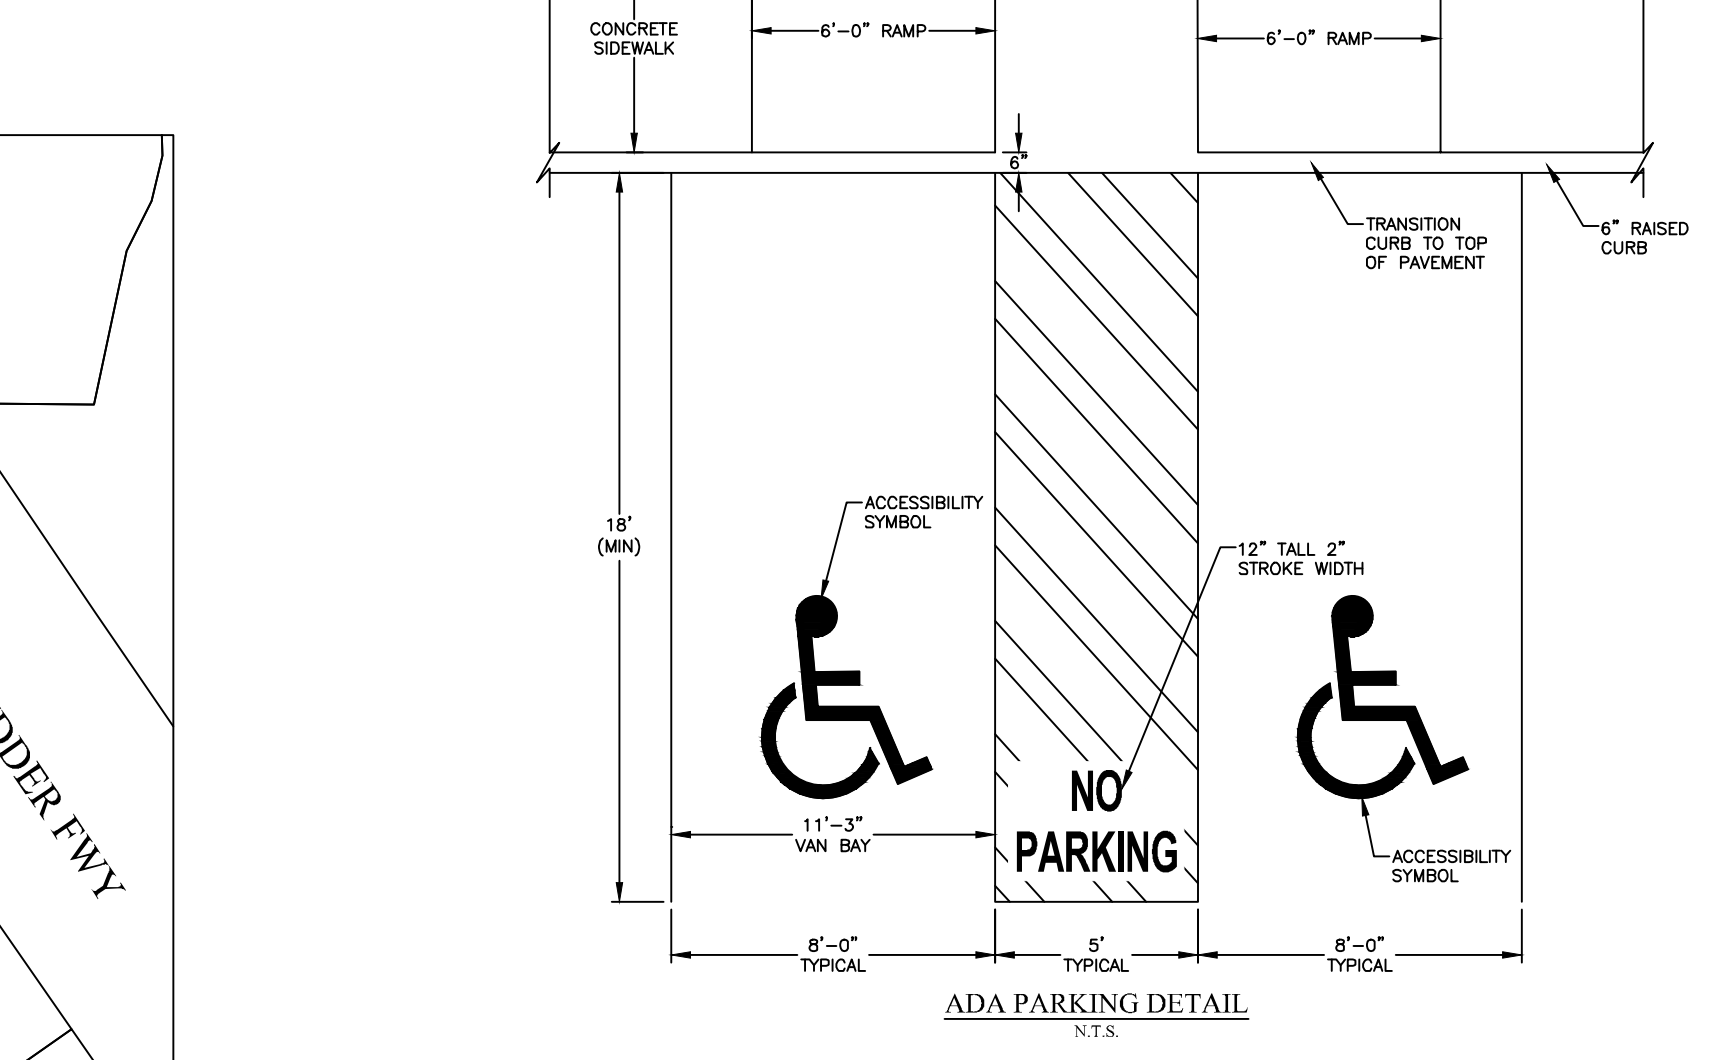 CONCRETE
SIDEWALK
6'-0" RAMP
6'-0" RAMP
6"
TRANSITION
CURB TO TOP
OF PAVEMENT
6" RAISED
CURB
ACCESSIBILITY
SYMBOL
18'
(MIN)
12" TALL 2"
STROKE WIDTH
NO
PARKING
11'-3"
VAN BAY
ACCESSIBILITY
SYMBOL
FWY
8'-0"
TYPICAL
5'
TYPICAL
8'-0"
TYPICAL
ADA PARKING DETAIL
N.T.S.